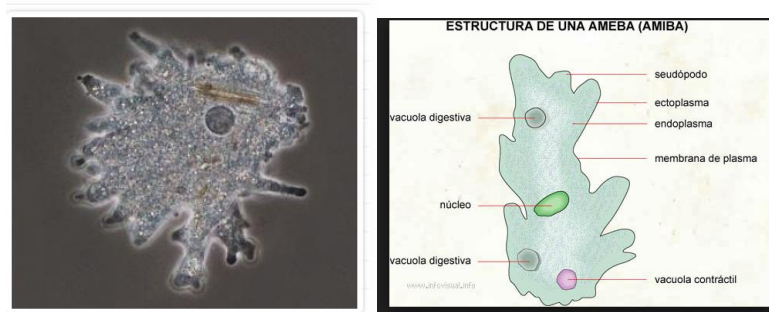 ESTRUCTURA DE UNA AMEBA (AMIBA)
seudópodo
ectoplasma
vacuola digestiva
endoplasma
membrana de plasma
núcleo
vacuola digestiva
vacuola contráctil
www.infovisual.info